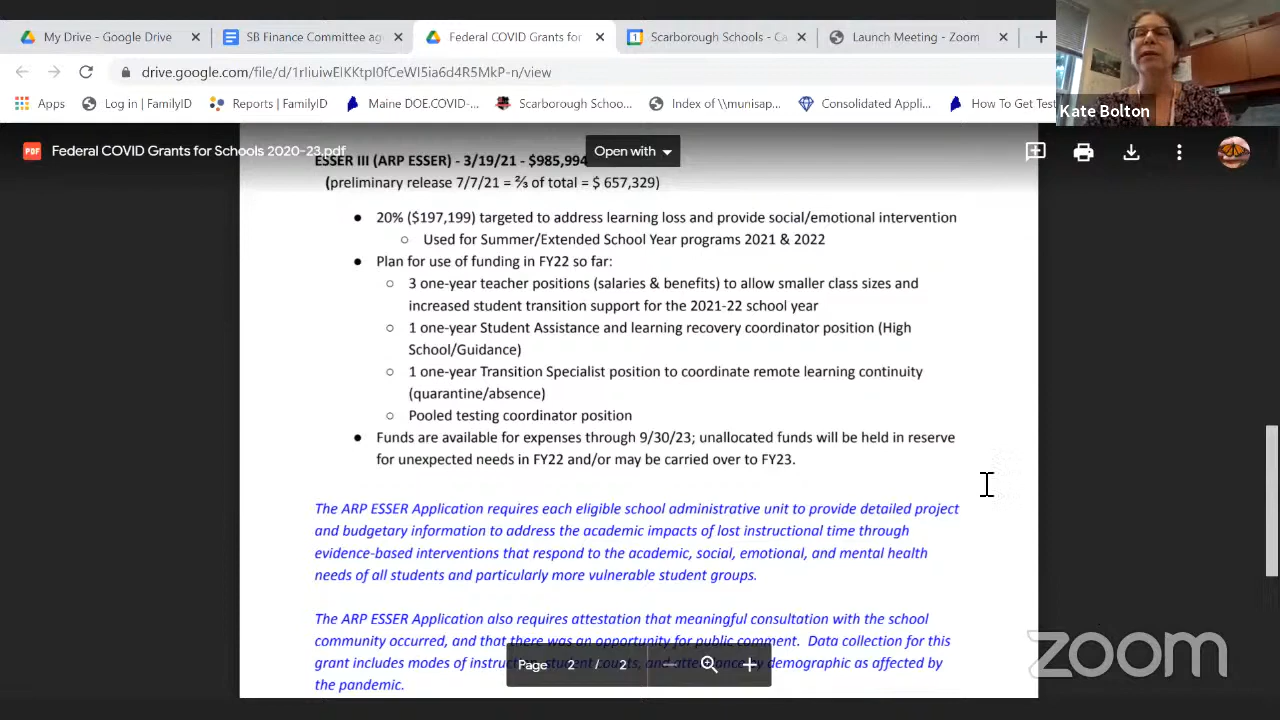 My Drive - Google Drive
SB Finance Committee ag
Federal COVID Grants for
Scarborough Schools - Ca
Launch Meeting - Zoom
Apps
Log in | FamilyID
Reports | FamilyID
Maine DOE.COVID-...
Scarborough Schoo...
Index of \\munisap...
Consolidated Appli...
How To Get Test
Kate Bolton
PDF
Federal COVID Grants for Schools 2020-23.pdf
Open with
ESSER III (ARP ESSER) - 3/19/21 - $985,994
(preliminary release 7/7/21 = ⅔ of total = $ 657,329)
● 20% ($197,199) targeted to address learning loss and provide social/emotional intervention
○ Used for Summer/Extended School Year programs 2021 & 2022
● Plan for use of funding in FY22 so far:
○ 3 one-year teacher positions (salaries & benefits) to allow smaller class sizes and
increased student transition support for the 2021-22 school year
○ 1 one-year Student Assistance and learning recovery coordinator position (High
School/Guidance)
○ 1 one-year Transition Specialist position to coordinate remote learning continuity
(quarantine/absence)
○ Pooled testing coordinator position
● Funds are available for expenses through 9/30/23; unallocated funds will be held in reserve
for unexpected needs in FY22 and/or may be carried over to FY23.
The ARP ESSER Application requires each eligible school administrative unit to provide detailed project
and budgetary information to address the academic impacts of lost instructional time through
evidence-based interventions that respond to the academic, social, emotional, and mental health
needs of all students and particularly more vulnerable student groups.
The ARP ESSER Application also requires attestation that meaningful consultation with the school
community occurred, and that there was an opportunity for public comment. Data collection for this
grant includes modes of demographic as affected by
the pandemic.
Page 2 / 2
zoom